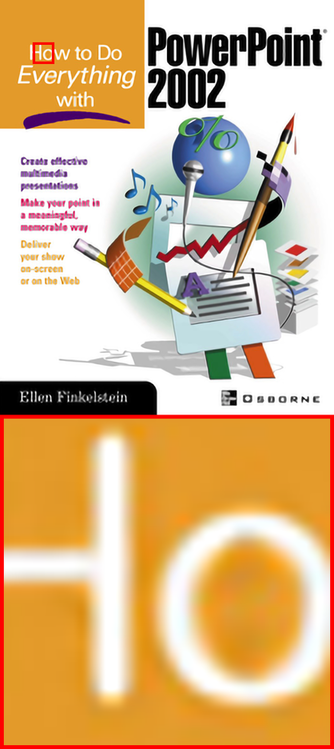 How to Do
Everything
with
PowerPoint®
2002
%
Create effective
multimedia
presentations
Make your point in
a meaningful,
memorable way
Deliver
your show
on-screen
or on the Web
A
Ellen Finkelstein
OSBORNE
Ho